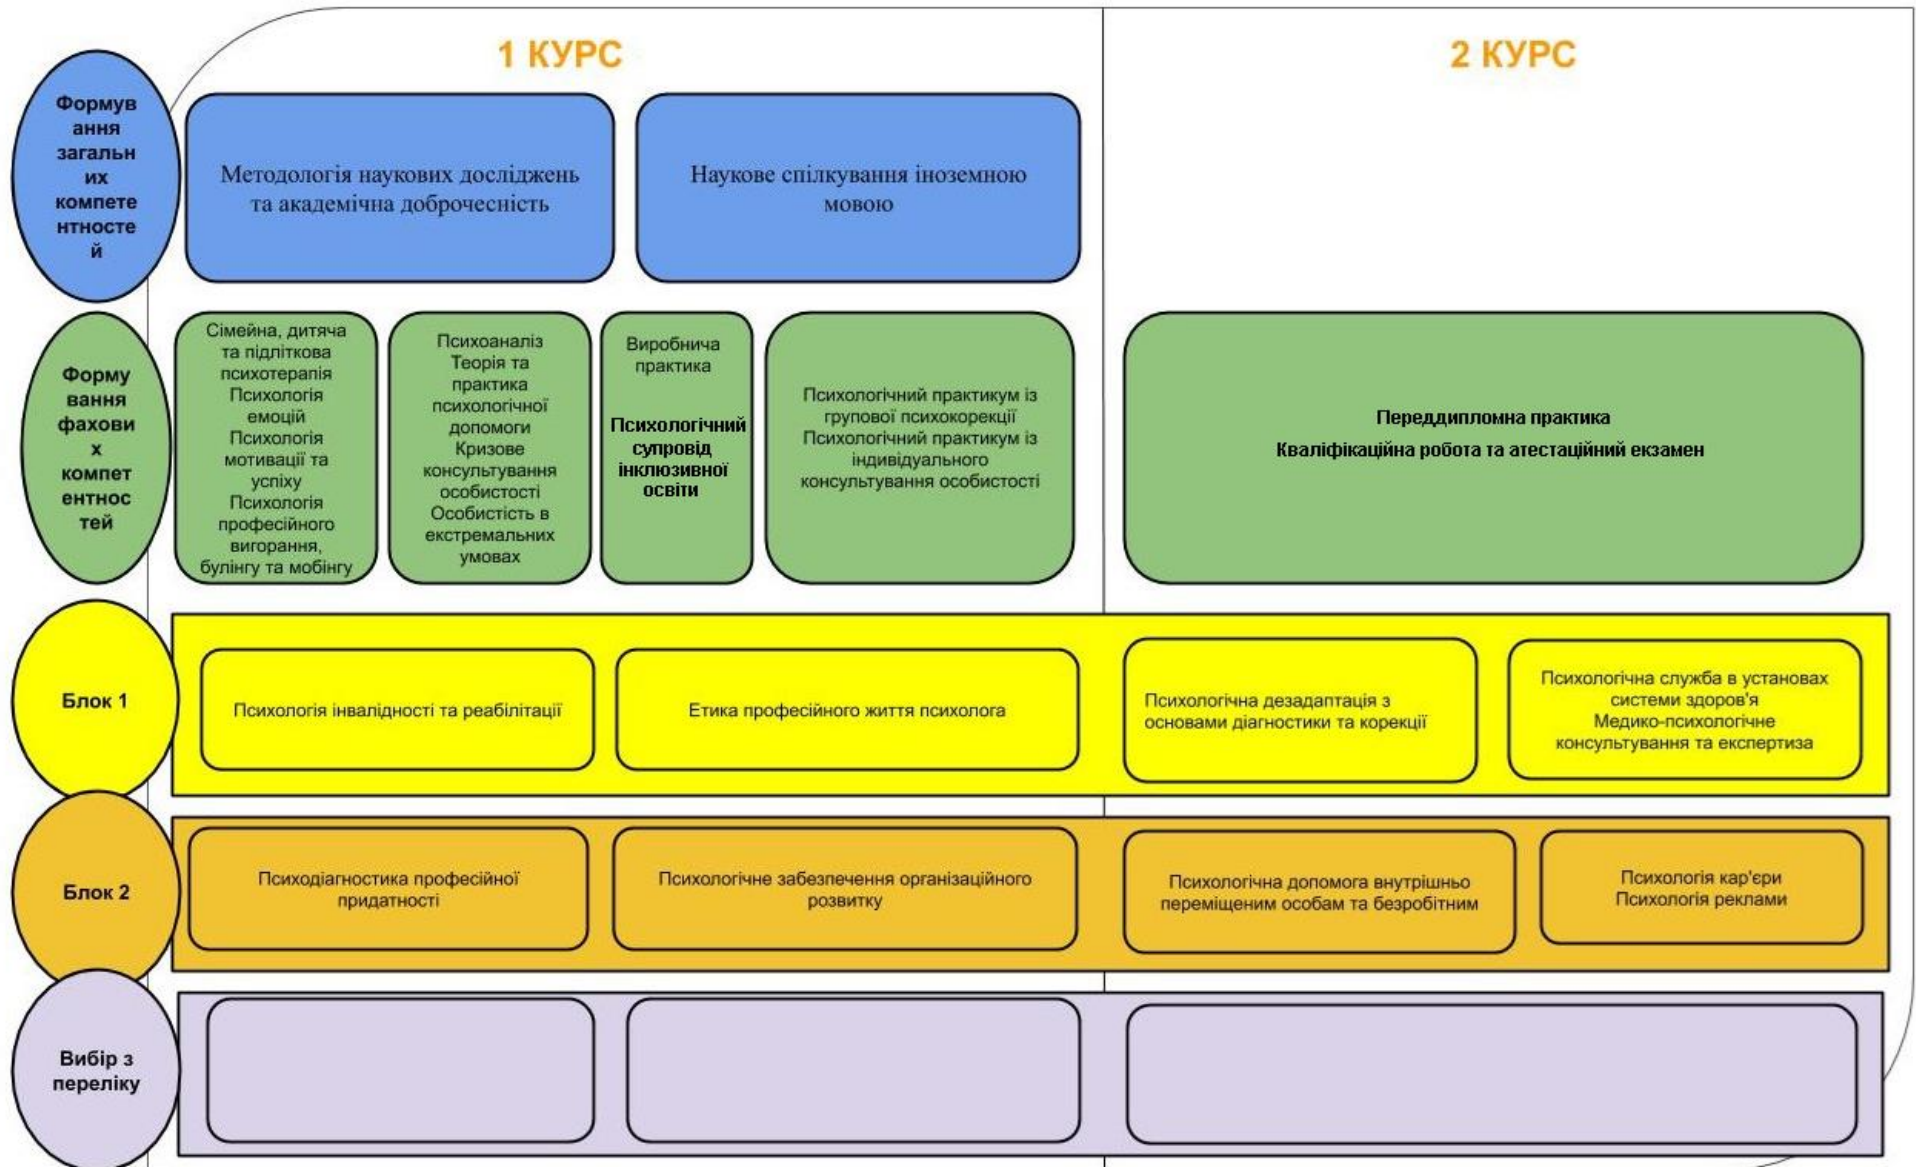 1 КУРС
2 КУРС
Формув
ання
загальн
их
компете
нтносте
й
Методологія наукових досліджень
та академічна доброчесність
Наукове спілкування іноземною
мовою
Форму
вання
фахови
х
компет
ентнос
тей
Сімейна, дитяча
та підліткова
психотерапія
Психологія
емоцій
Психологія
мотивації та
успіху
Психологія
професійного
вигорання,
булінгу та мобінгу
Психоаналіз
Теорія та
практика
психологічної
допомоги
Кризове
консультування
особистості
Особистість в
екстремальних
умовах
Виробнича
практика
Психологічний
супровід
інклюзивної
освіти
Психологічний практикум із
групової психокорекції
Психологічний практикум із
індивідуального
консультування особистості
Переддипломна практика
Кваліфікаційна робота та атестаційний екзамен
Блок 1
Психологія інвалідності та реабілітації
Етика професійного життя психолога
Психологічна дезадаптація з
основами діагностики та корекції
Психологічна служба в установах
системи здоров'я
Медико-психологічне
консультування та експертиза
Блок 2
Психодіагностика професійної
придатності
Психологічне забезпечення організаційного
розвитку
Психологічна допомога внутрішньо
переміщеним особам та безробітним
Психологія кар'єри
Психологія реклами
Вибір з
переліку